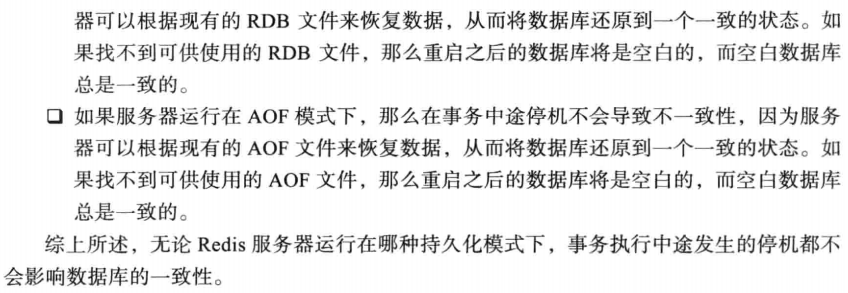 器可以根据现有的 RDB 文件来恢复数据，从而将数据库还原到一个一致的状态。如
果找不到可供使用的 RDB 文件，那么重启之后的数据库将是空白的，而空白数据库
总是一致的。
❑ 如果服务器运行在 AOF 模式下，那么在事务中途停机不会导致不一致性，因为服务
器可以根据现有的 AOF 文件来恢复数据，从而将数据库还原到一个一致的状态。如
果找不到可供使用的 AOF 文件，那么重启之后的数据库将是空白的，而空白数据库
总是一致的。
综上所述，无论 Redis 服务器运行在哪种持久化模式下，事务执行中途发生的停机都不
会影响数据库的一致性。